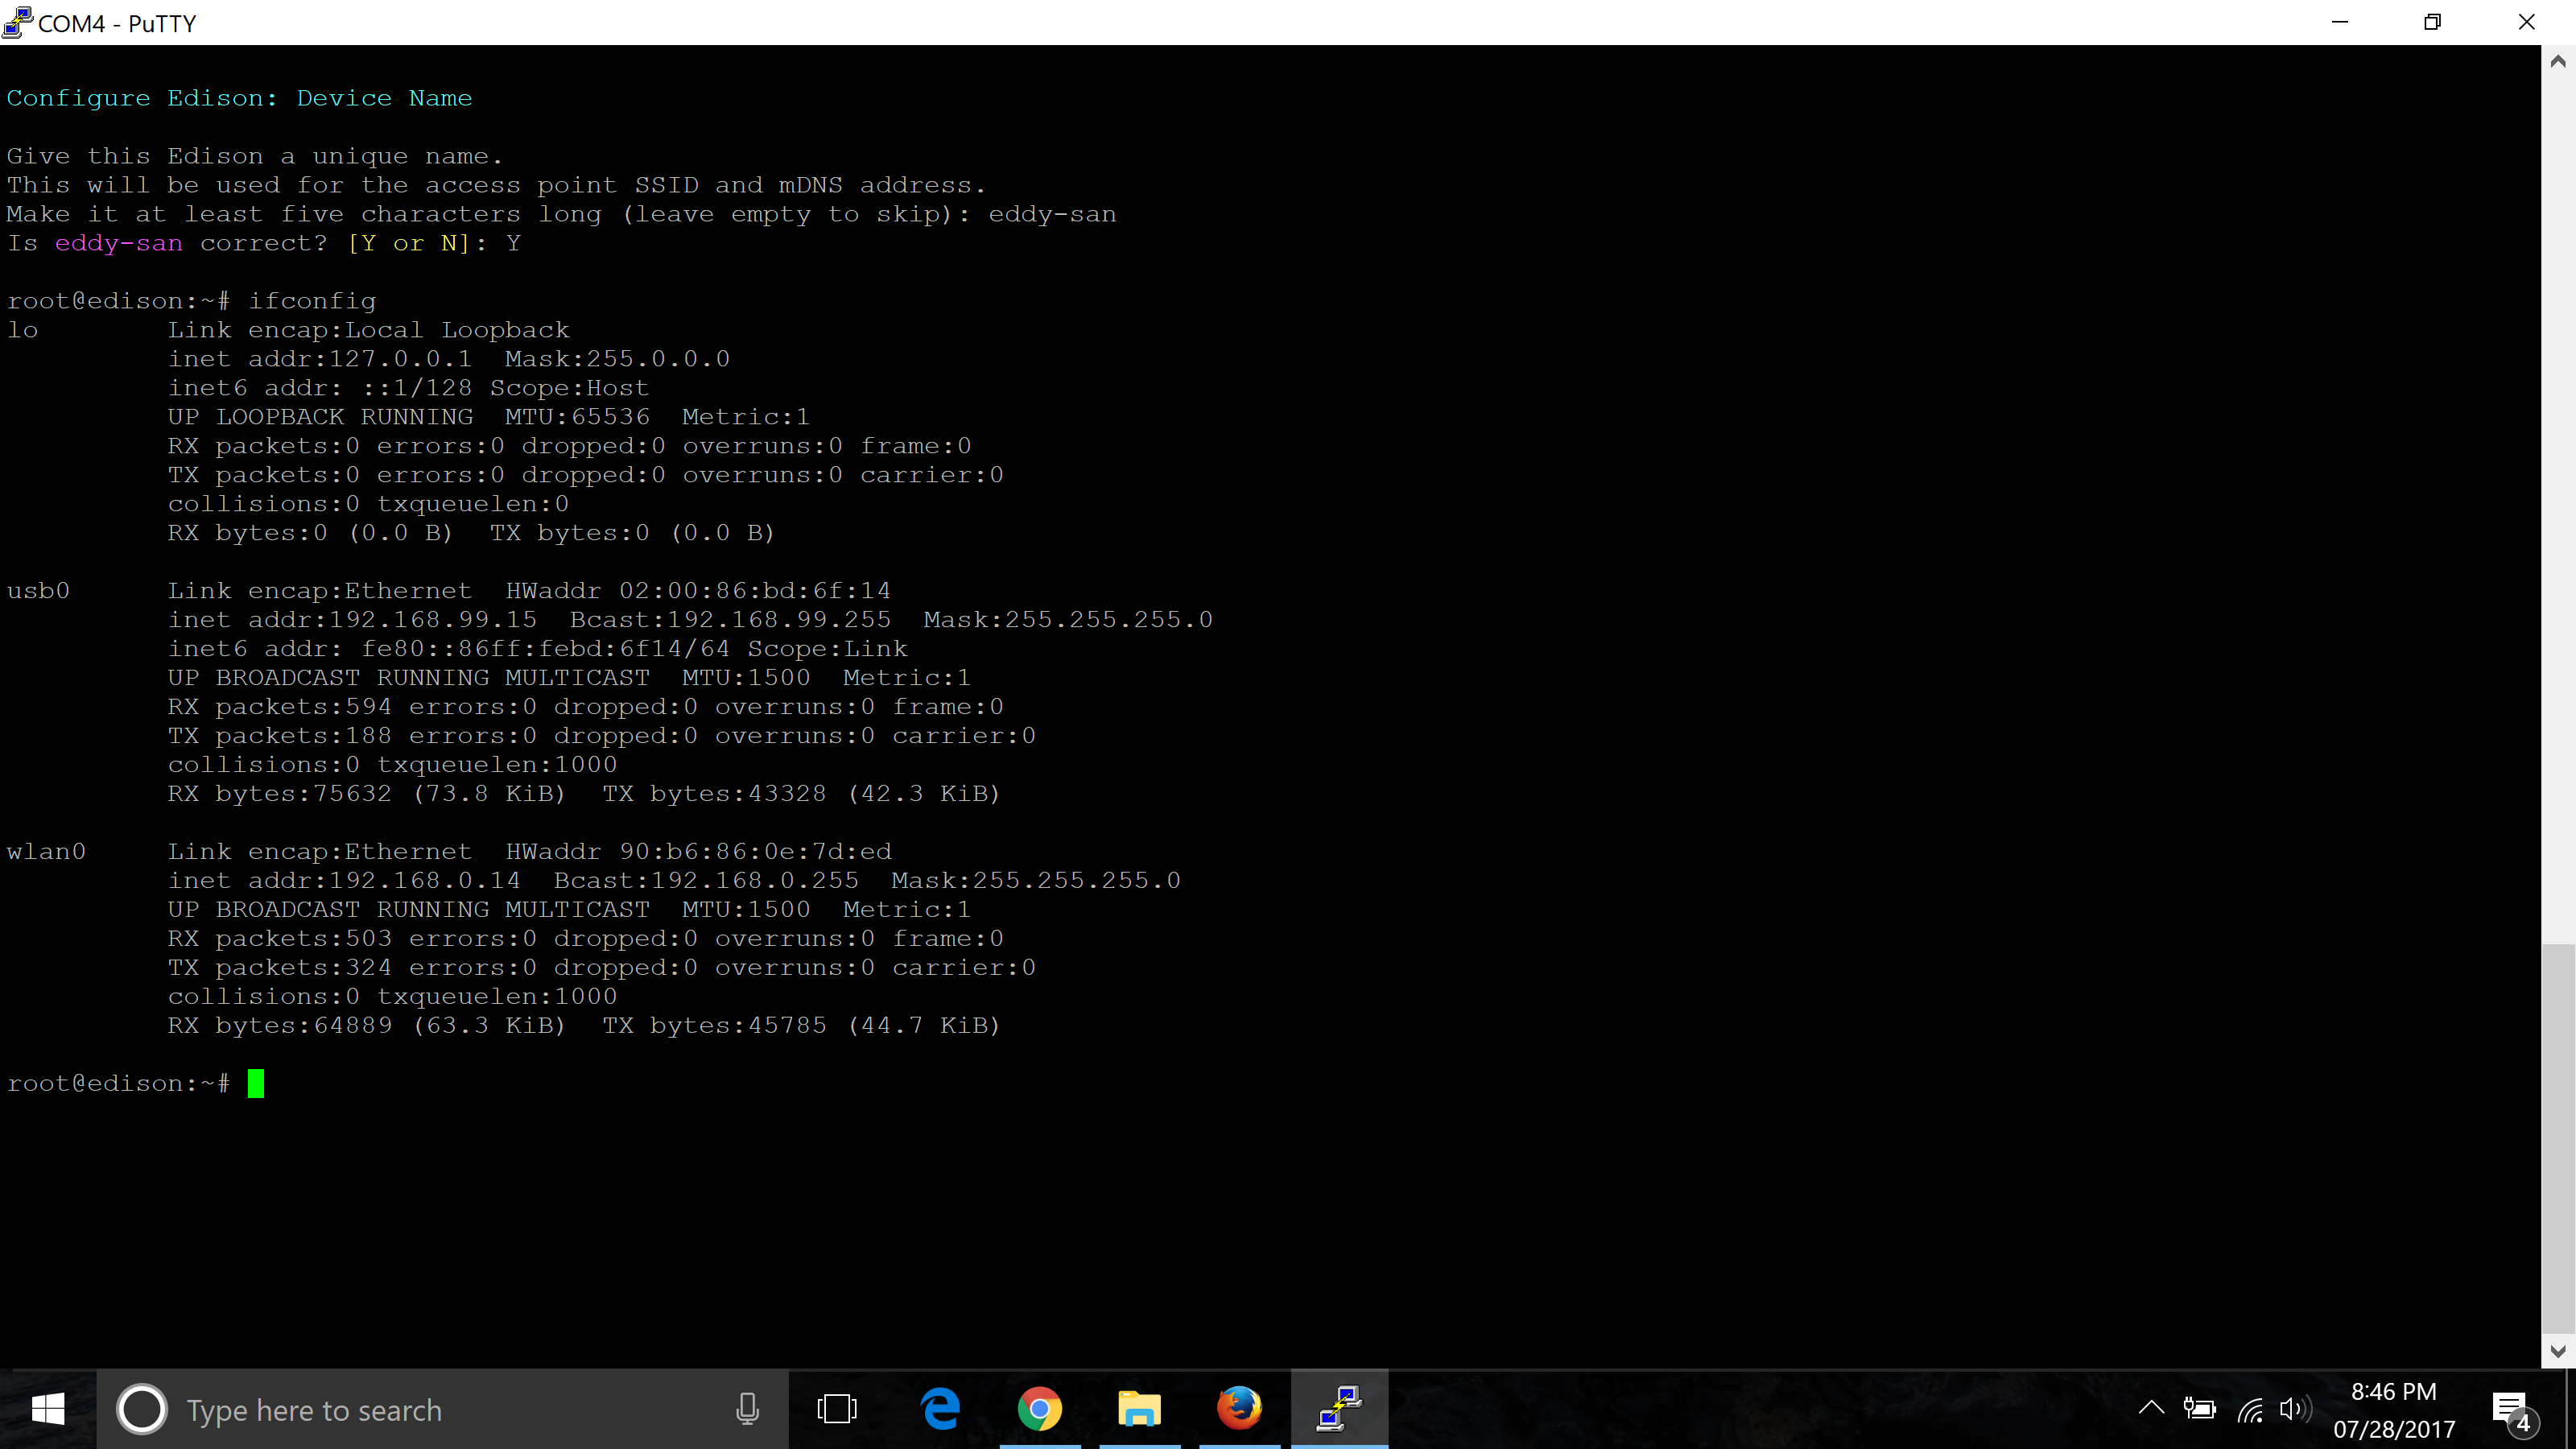 COM4 - PuTTY
Configure Edison: Device Name
Give this Edison a unique name.
This will be used for the access point SSID and mDNS address.
Make it at least five characters long (leave empty to skip): eddy-san
Is eddy-san correct? [Y or N]: Y
root@edison:~# ifconfig
lo        Link encap:Local Loopback
          inet addr:127.0.0.1  Mask:255.0.0.0
          inet6 addr: ::1/128 Scope:Host
          UP LOOPBACK RUNNING  MTU:65536  Metric:1
          RX packets:0 errors:0 dropped:0 overruns:0 frame:0
          TX packets:0 errors:0 dropped:0 overruns:0 carrier:0
          collisions:0 txqueuelen:0
          RX bytes:0 (0.0 B)  TX bytes:0 (0.0 B)
usb0      Link encap:Ethernet  HWaddr 02:00:86:bd:6f:14
          inet addr:192.168.99.15  Bcast:192.168.99.255  Mask:255.255.255.0
          inet6 addr: fe80::86ff:febd:6f14/64 Scope:Link
          UP BROADCAST RUNNING MULTICAST  MTU:1500  Metric:1
          RX packets:594 errors:0 dropped:0 overruns:0 frame:0
          TX packets:188 errors:0 dropped:0 overruns:0 carrier:0
          collisions:0 txqueuelen:1000
          RX bytes:75632 (73.8 KiB)  TX bytes:43328 (42.3 KiB)
wlan0     Link encap:Ethernet  HWaddr 90:b6:86:0e:7d:ed
          inet addr:192.168.0.14  Bcast:192.168.0.255  Mask:255.255.255.0
          UP BROADCAST RUNNING MULTICAST  MTU:1500  Metric:1
          RX packets:503 errors:0 dropped:0 overruns:0 frame:0
          TX packets:324 errors:0 dropped:0 overruns:0 carrier:0
          collisions:0 txqueuelen:1000
          RX bytes:64889 (63.3 KiB)  TX bytes:45785 (44.7 KiB)
root@edison:~#
Type here to search
8:46 PM
07/28/2017
4